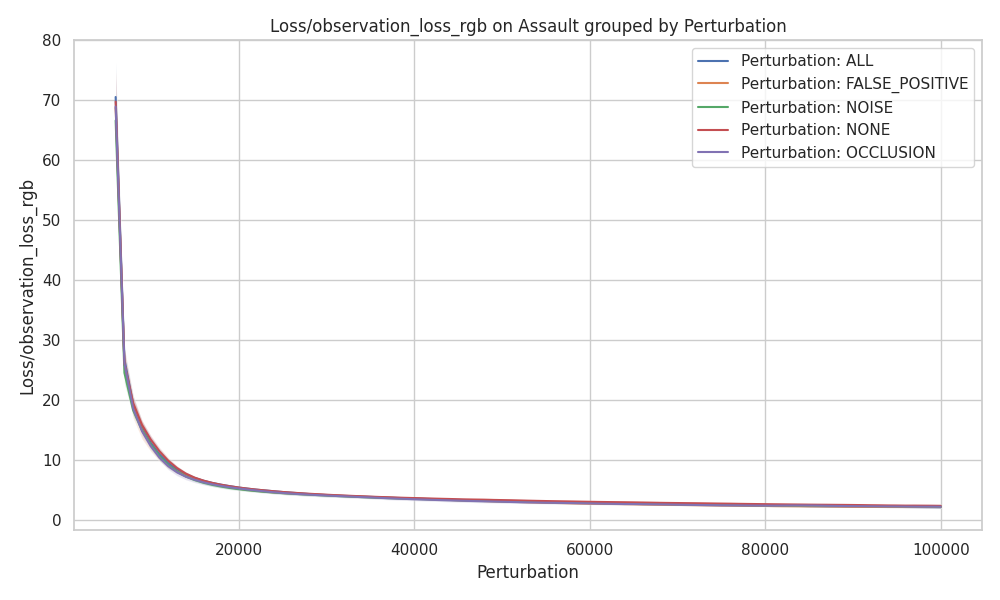 Loss/observation_loss_rgb on Assault grouped by Perturbation
80
70
60
50
40
30
20
10
0
Loss/observation_loss_rgb
Perturbation: ALL
Perturbation: FALSE_POSITIVE
Perturbation: NOISE
Perturbation: NONE
Perturbation: OCCLUSION
20000
40000
60000
80000
100000
Perturbation